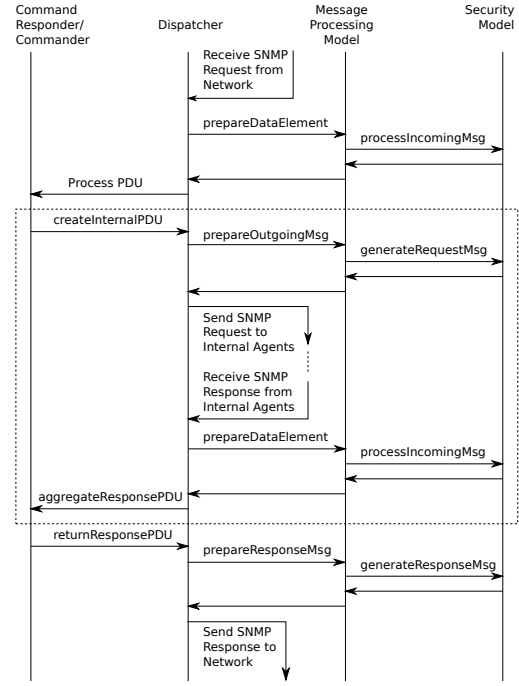 Command
Responder/
Commander
Dispatcher
Message
Processing
Model
Security
Model
Receive SNMP
Request from
Network
prepareDataElement
processIncomingMsg
Process PDU
createInternalPDU
prepareOutgoingMsg
generateRequestMsg
Send SNMP
Request to
Internal Agents
Receive SNMP
Response from
Internal Agents
prepareDataElement
processIncomingMsg
aggregateResponsePDU
returnResponsePDU
prepareResponseMsg
generateResponseMsg
Send SNMP
Response to
Network